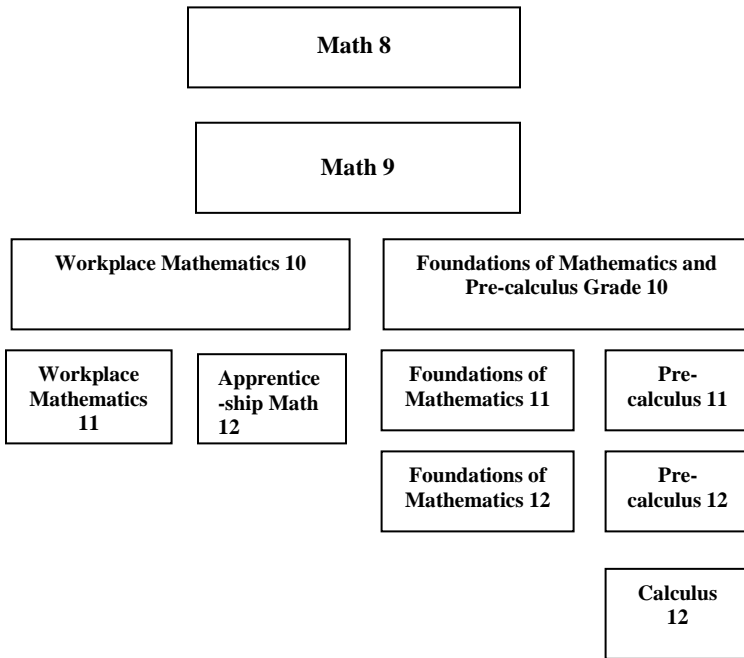 Math 8
Math 9
Workplace Mathematics 10
Foundations of Mathematics and
Pre-calculus Grade 10
Workplace
Mathematics
11
Apprentice
-ship Math
12
Foundations of
Mathematics 11
Pre-
calculus 11
Foundations of
Mathematics 12
Pre-
calculus 12
Calculus
12